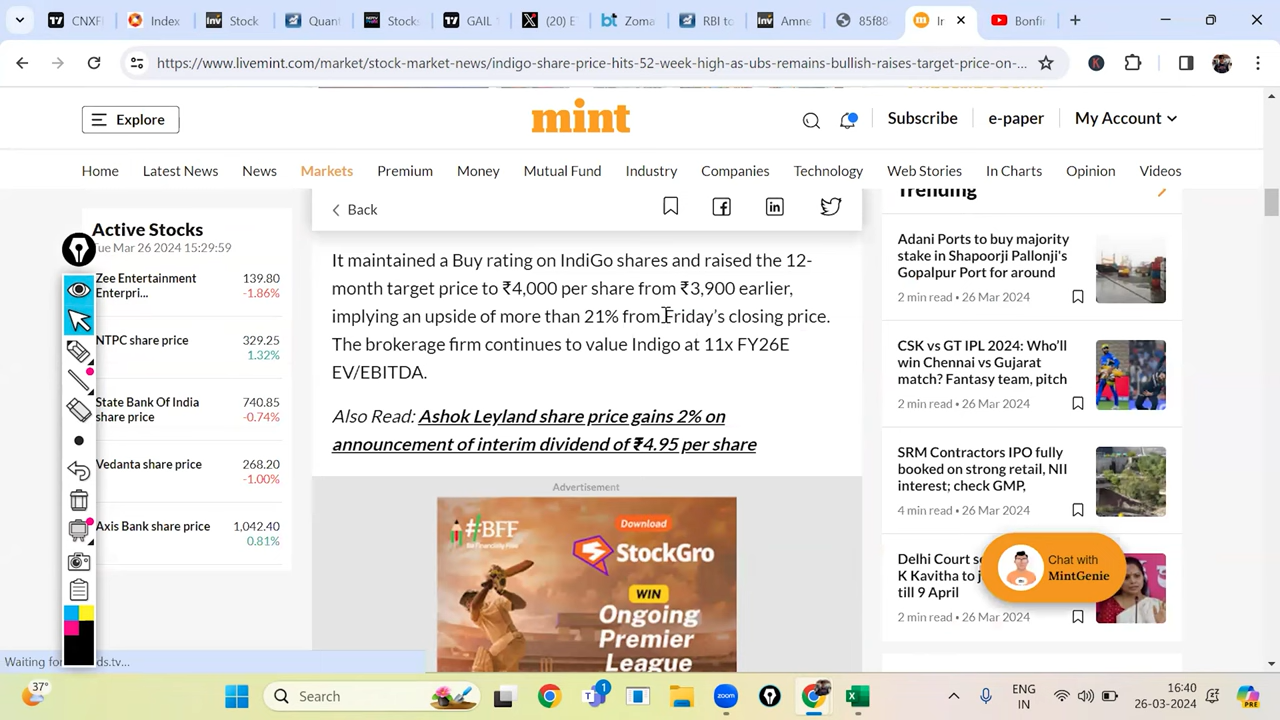 CNXF
Index
Stock
Quant
Stocks
GAIL
(20) E
Zoma
RBI to
Amne
85f88
Ir
Bonfir
https://www.livemint.com/market/stock-market-news/indigo-share-price-hits-52-week-high-as-ubs-remains-bullish-raises-target-price-on-...
Explore
mint
Subscribe
e-paper
My Account
Home
Latest News
News
Markets
Premium
Money
Mutual Fund
Industry
Companies
Technology
Web Stories
In Charts
Opinion
Videos
Active Stocks
ue Mar 26 2024 15:29:59
Zee Entertainment
Enterpri...
139.80
-1.86%
NTPC share price
329.25
1.32%
State Bank Of India
share price
740.85
-0.74%
Vedanta share price
268.20
-1.00%
Axis Bank share price
1,042.40
0.81%
Back
It maintained a Buy rating on IndiGo shares and raised the 12-
month target price to ₹4,000 per share from ₹3,900 earlier,
implying an upside of more than 21% from Friday's closing price.
The brokerage firm continues to value Indigo at 11x FY26E
EV/EBITDA.
Also Read: Ashok Leyland share price gains 2% on
announcement of interim dividend of ₹4.95 per share
Advertisement
#BFF
Download
StockGro
WIN
Ongoing
Premier
League
Trending
Adani Ports to buy majority
stake in Shapoorji Pallonji's
Gopalpur Port for around
2 min read • 26 Mar 2024
CSK vs GT IPL 2024: Who'll
win Chennai vs Gujarat
match? Fantasy team, pitch
2 min read • 26 Mar 2024
SRM Contractors IPO fully
booked on strong retail, NII
interest; check GMP,
4 min read • 26 Mar 2024
Delhi Court s
K Kavitha to j
till 9 April
2 min read • 26 Mar 2024
Chat with
MintGenie
Waiting for ds.tv...
37°
Search
1
zoom
ENG
IN
16:40
26-03-2024
PRE